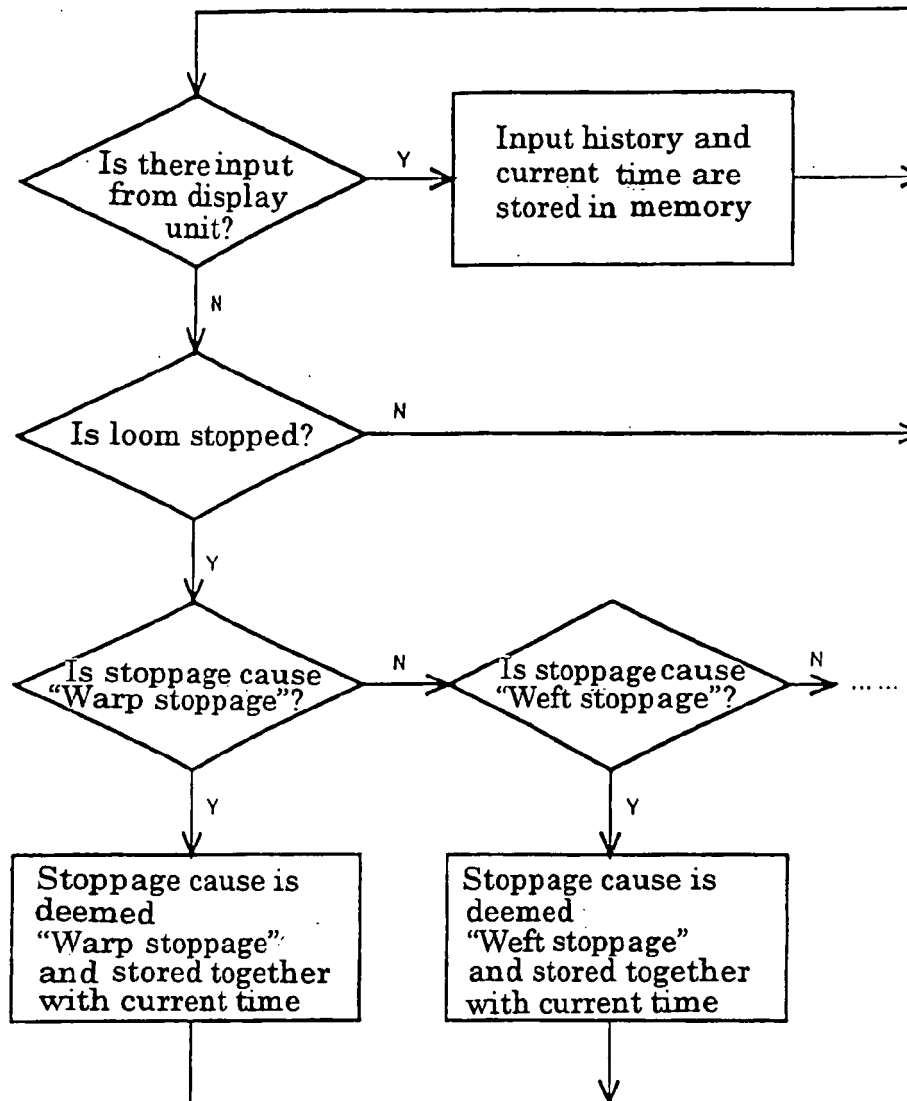 Is there input
from display
unit?
Y
Input history and
current time are
stored in memory
N
Is loom stopped?
N
Y
Is stoppage cause
“Warp stoppage”?
N
Is stoppage cause
“Weft stoppage”?
N
... ...
Y
Y
Stoppage cause is
deemed
“Warp stoppage”
and stored together
with current time
Stoppage cause is
deemed
“Weft stoppage”
and stored together
with current time